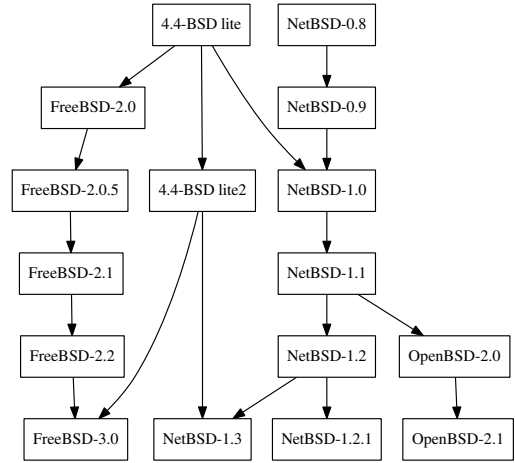 4.4-BSD lite
NetBSD-0.8
FreeBSD-2.0
NetBSD-0.9
FreeBSD-2.0.5
4.4-BSD lite2
NetBSD-1.0
FreeBSD-2.1
NetBSD-1.1
FreeBSD-2.2
NetBSD-1.2
OpenBSD-2.0
FreeBSD-3.0
NetBSD-1.3
NetBSD-1.2.1
OpenBSD-2.1